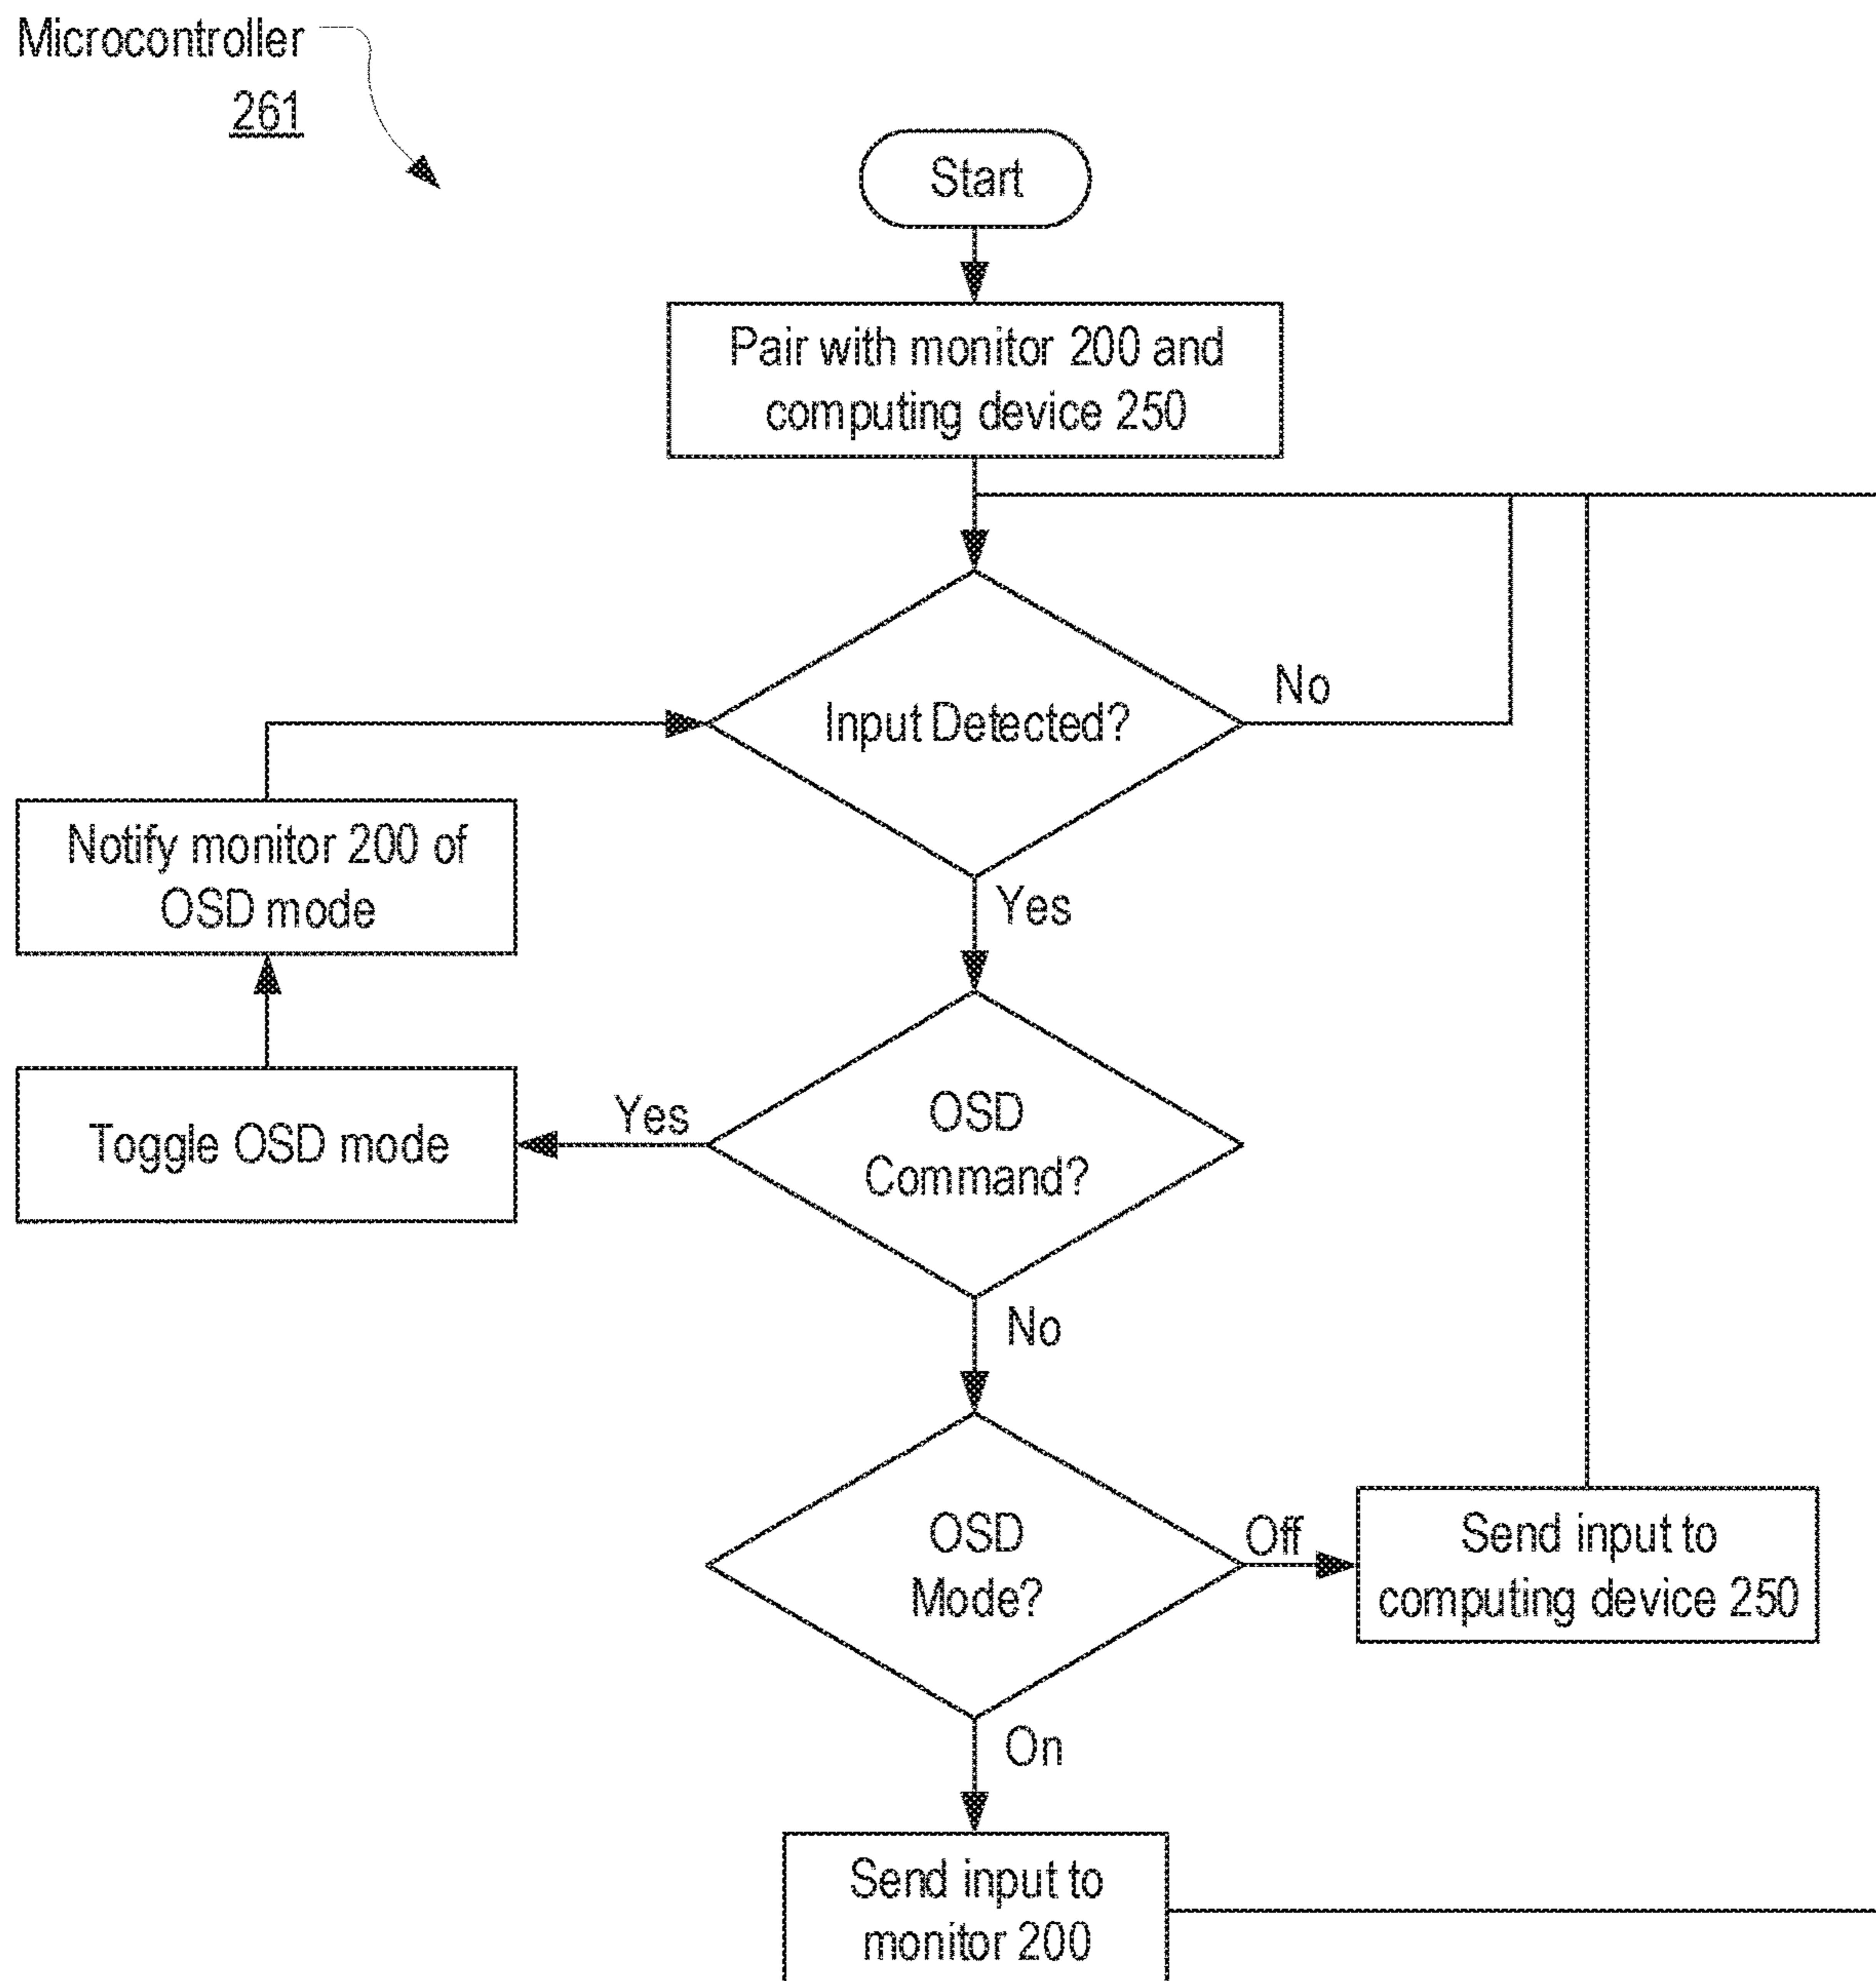 Microcontroller
261
Start
Pair with monitor 200 and
computing device 250
Input Detected?
No
Yes
Notify monitor 200 of
OSD mode
Toggle OSD mode
Yes
OSD
Command?
No
OSD
Mode?
Off
Send input to
computing device 250
On
Send input to
monitor 200